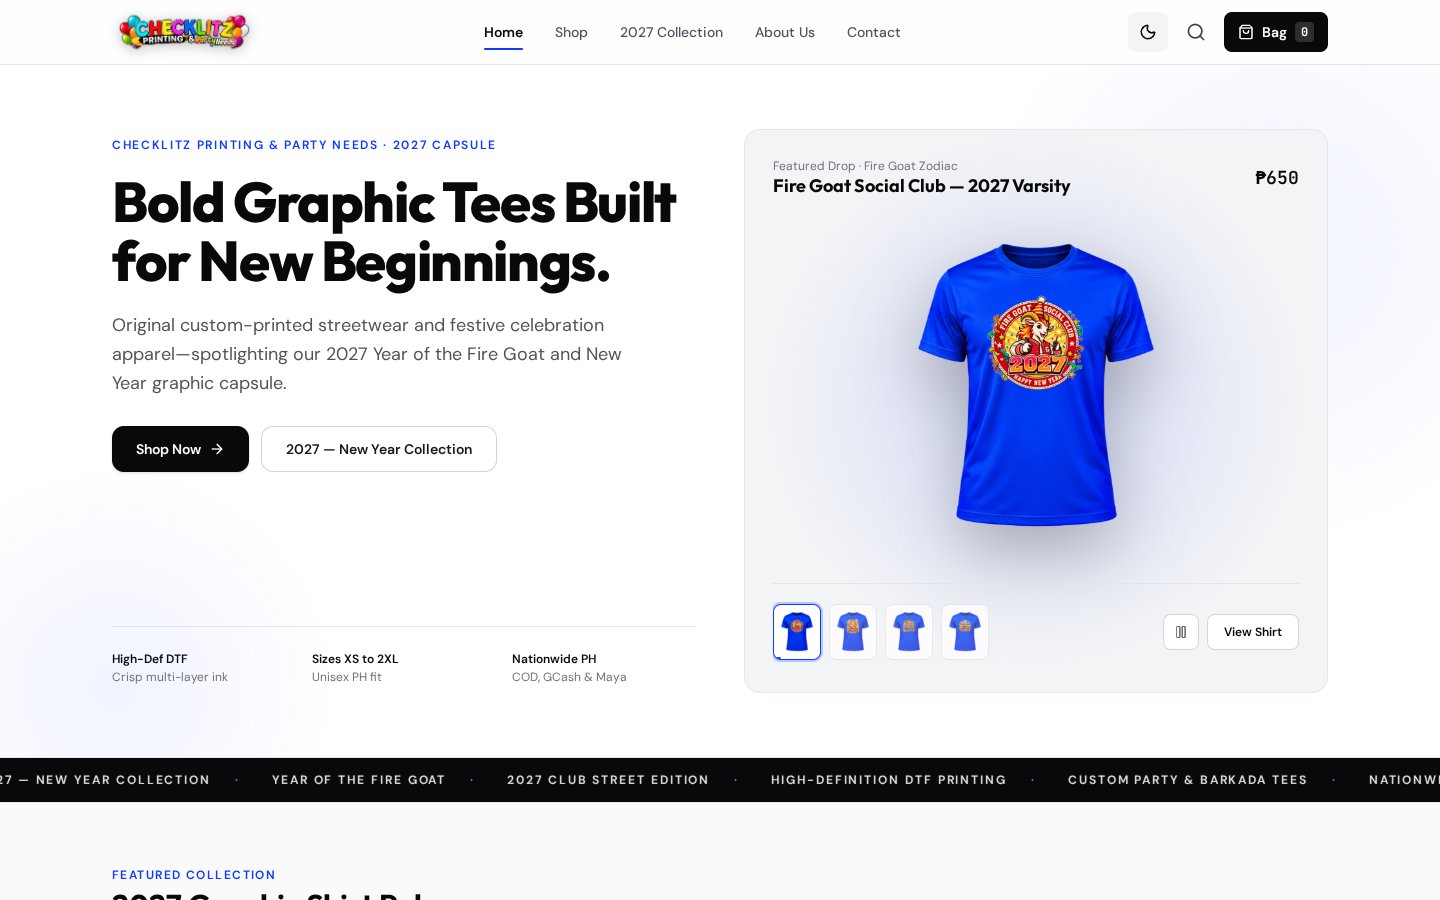 CHECKLITZ
PRINTING & Party Needs
Home
Shop
2027 Collection
About Us
Contact
Bag 0
CHECKLITZ PRINTING & PARTY NEEDS · 2027 CAPSULE
Bold Graphic Tees Built
for New Beginnings.
Original custom-printed streetwear and festive celebration
apparel—spotlighting our 2027 Year of the Fire Goat and New
Year graphic capsule.
Shop Now
2027 — New Year Collection
High-Def DTF
Crisp multi-layer ink
Sizes XS to 2XL
Unisex PH fit
Nationwide PH
COD, GCash & Maya
Featured Drop · Fire Goat Zodiac
Fire Goat Social Club — 2027 Varsity
₱650
FIRE GOAT SOCIAL CLUB
2027
HAPPY NEW YEAR
View Shirt
27 — NEW YEAR COLLECTION · YEAR OF THE FIRE GOAT · 2027 CLUB STREET EDITION · HIGH-DEFINITION DTF PRINTING · CUSTOM PARTY & BARKADA TEES · NATIONW
FEATURED COLLECTION